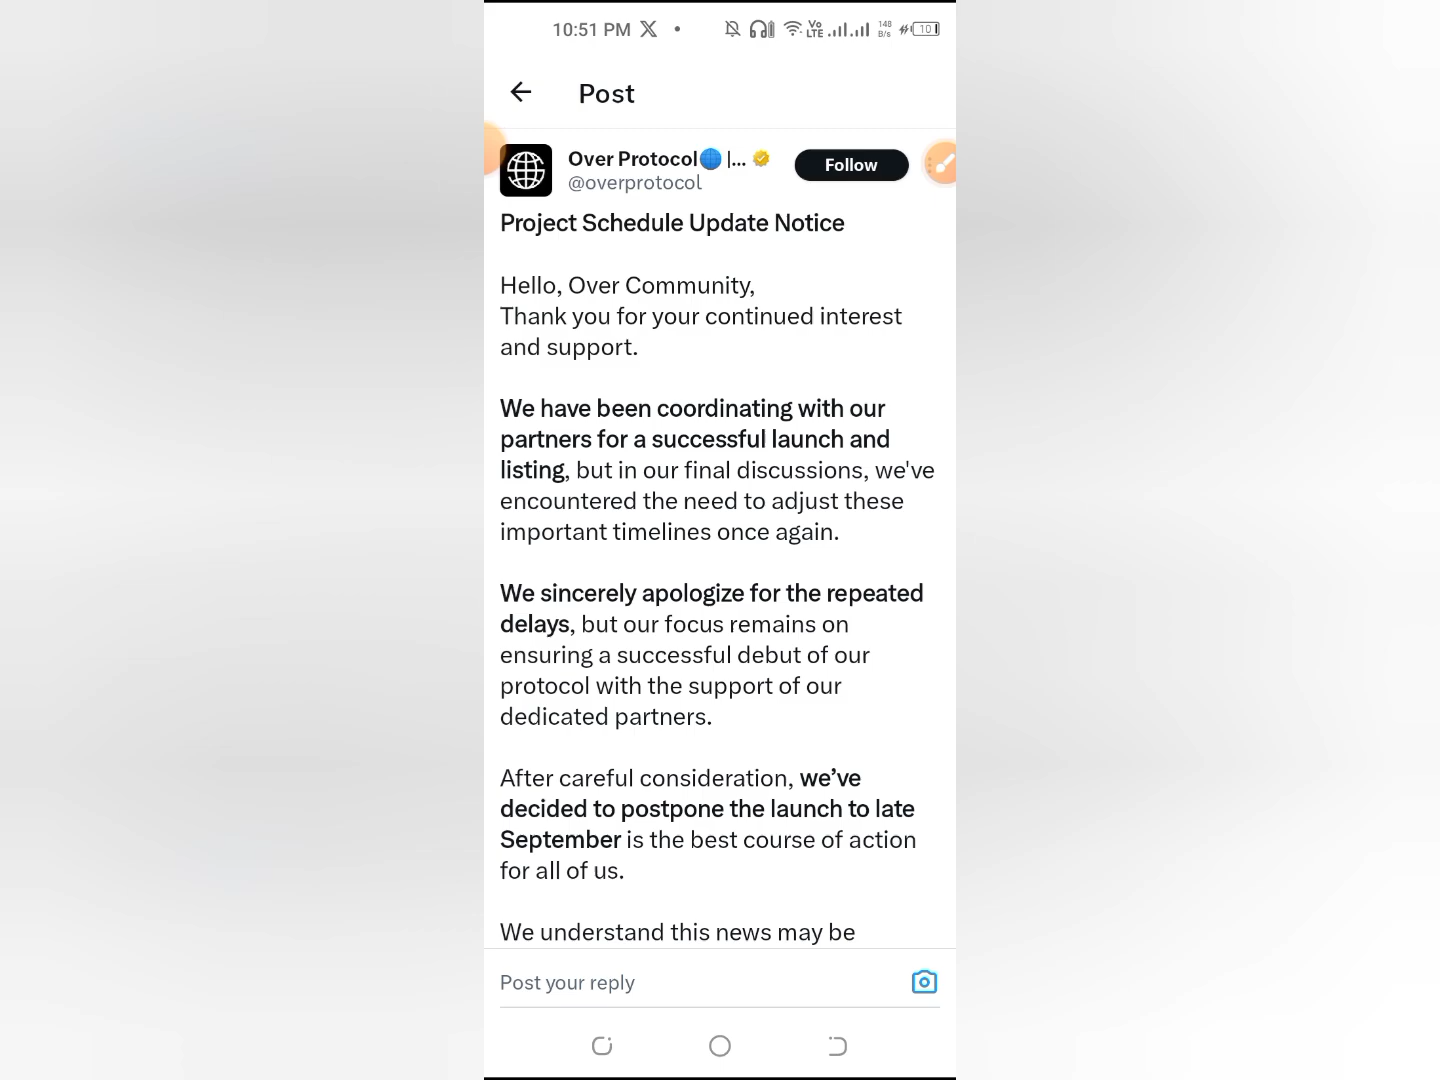 10:51 PM X • Vo LTE 148 B/s 10
Post
Over Protocol |...
Follow
@overprotocol
Project Schedule Update Notice
Hello, Over Community,
Thank you for your continued interest
and support.
We have been coordinating with our
partners for a successful launch and
listing, but in our final discussions, we've
encountered the need to adjust these
important timelines once again.
We sincerely apologize for the repeated
delays, but our focus remains on
ensuring a successful debut of our
protocol with the support of our
dedicated partners.
After careful consideration, we’ve
decided to postpone the launch to late
September is the best course of action
for all of us.
We understand this news may be
Post your reply